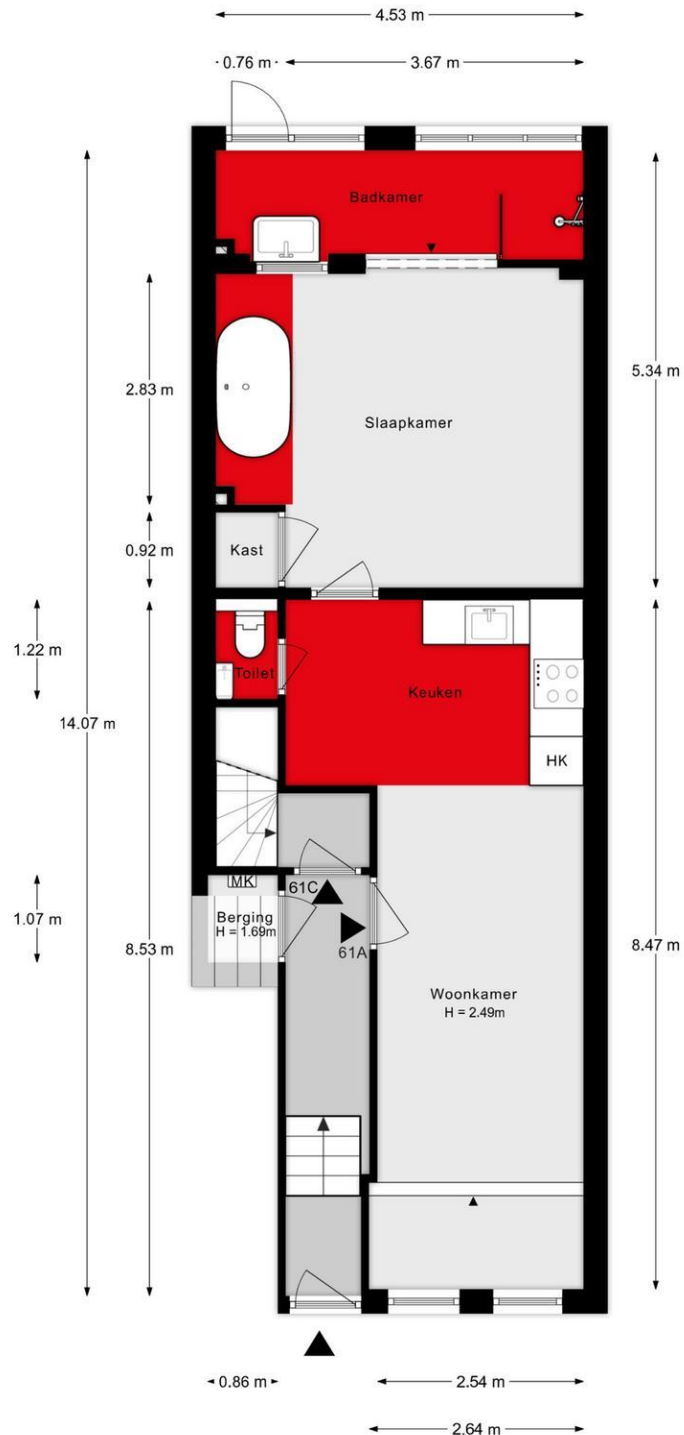 4.53 m
0.76 m
3.67 m
Badkamer
2.83 m
5.34 m
Slaapkamer
0.92 m
Kast
1.22 m
Toilet
Keuken
14.07 m
HK
MK
61C
1.07 m
Berging
H = 1.69m
8.53 m
61A
8.47 m
Woonkamer
H = 2.49m
0.86 m
2.54 m
2.64 m